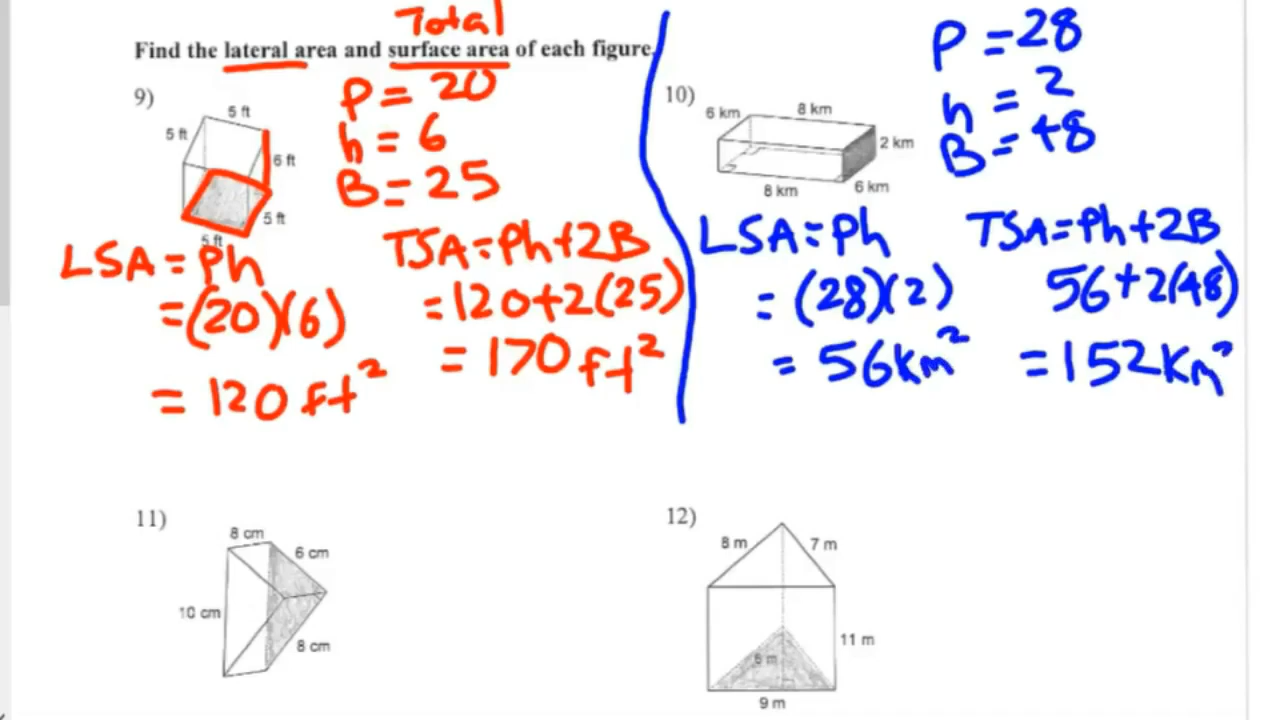 Total
Find the lateral area and surface area of each figure.
9)
5 ft
5 ft
6 ft
5 ft
5 ft
P = 20
h = 6
B = 25
LSA = Ph
= (20)(6)
= 120 ft²
TSA = Ph + 2B
= 120 + 2(25)
= 170 ft²
10)
6 km
8 km
2 km
8 km
6 km
P = 28
h = 2
B = 48
LSA = Ph
= (28)(2)
= 56 km²
TSA = Ph + 2B
56 + 2(48)
= 152 Km²
11)
8 cm
6 cm
10 cm
8 cm
12)
8 m
7 m
11 m
6 m
9 m